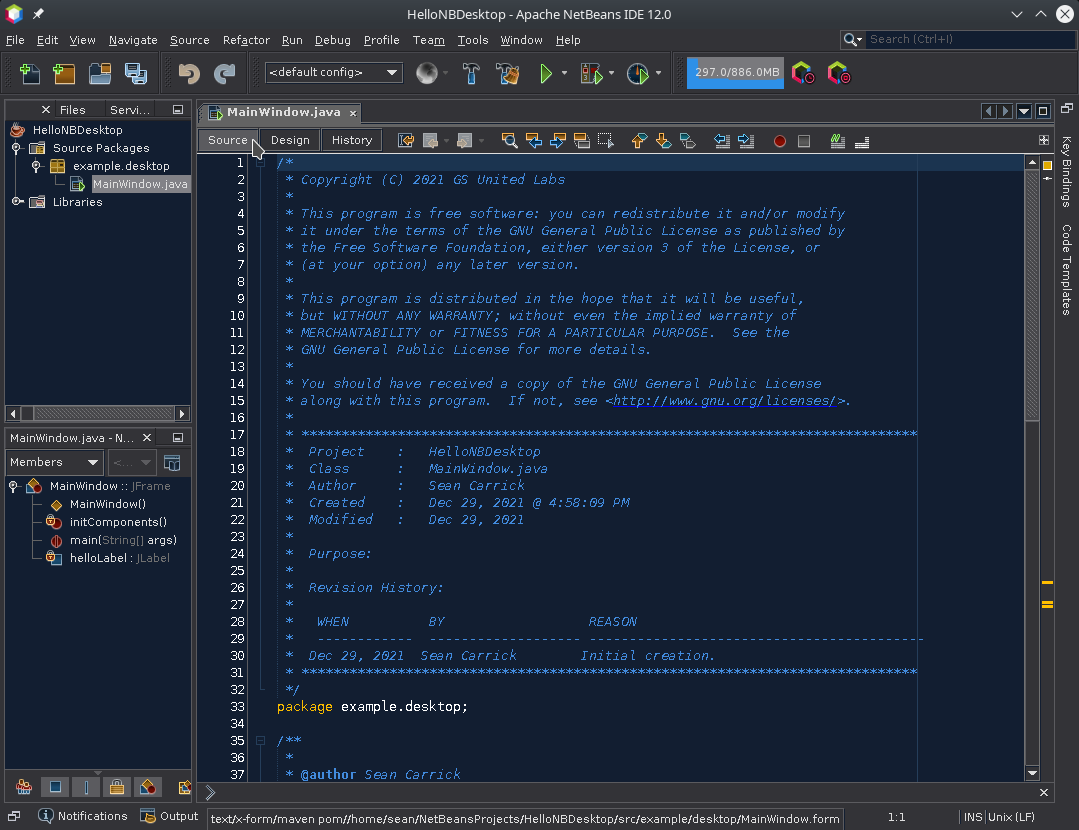 HelloNBDesktop - Apache NetBeans IDE 12.0
File Edit View Navigate Source Refactor Run Debug Profile Team Tools Window Help
Search (Ctrl+I)
<default config>
297.0/886.0MB
Files Servi...
HelloNBDesktop
Source Packages
example.desktop
MainWindow.java
Libraries
MainWindow.java - N...
Members
<...
MainWindow :: JFrame
MainWindow()
initComponents()
main(String[] args)
helloLabel : JLabel
MainWindow.java
Source Design History
1 /*
2 * Copyright (C) 2021 GS United Labs
3 *
4 * This program is free software: you can redistribute it and/or modify
5 * it under the terms of the GNU General Public License as published by
6 * the Free Software Foundation, either version 3 of the License, or
7 * (at your option) any later version.
8 *
9 * This program is distributed in the hope that it will be useful,
10 * but WITHOUT ANY WARRANTY; without even the implied warranty of
11 * MERCHANTABILITY or FITNESS FOR A PARTICULAR PURPOSE.  See the
12 * GNU General Public License for more details.
13 *
14 * You should have received a copy of the GNU General Public License
15 * along with this program.  If not, see <http://www.gnu.org/licenses/>.
16 *
17 * *****************************************************************************
18 *  Project    :   HelloNBDesktop
19 *  Class      :   MainWindow.java
20 *  Author     :   Sean Carrick
21 *  Created    :   Dec 29, 2021 @ 4:58:09 PM
22 *  Modified   :   Dec 29, 2021
23 *
24 *  Purpose:
25 *
26 *  Revision History:
27 *
28 *   WHEN          BY                  REASON
29 *   ------------  ------------------- ------------------------------------------
30 *  Dec 29, 2021  Sean Carrick        Initial creation.
31 * *****************************************************************************
32 */
33 package example.desktop;
34
35 /**
36 *
37 * @author Sean Carrick
Key Bindings
Code Templates
Notifications Output text/x-form/maven pom//home/sean/NetBeansProjects/HelloNBDesktop/src/example/desktop/MainWindow.form 1:1 INS Unix (LF)